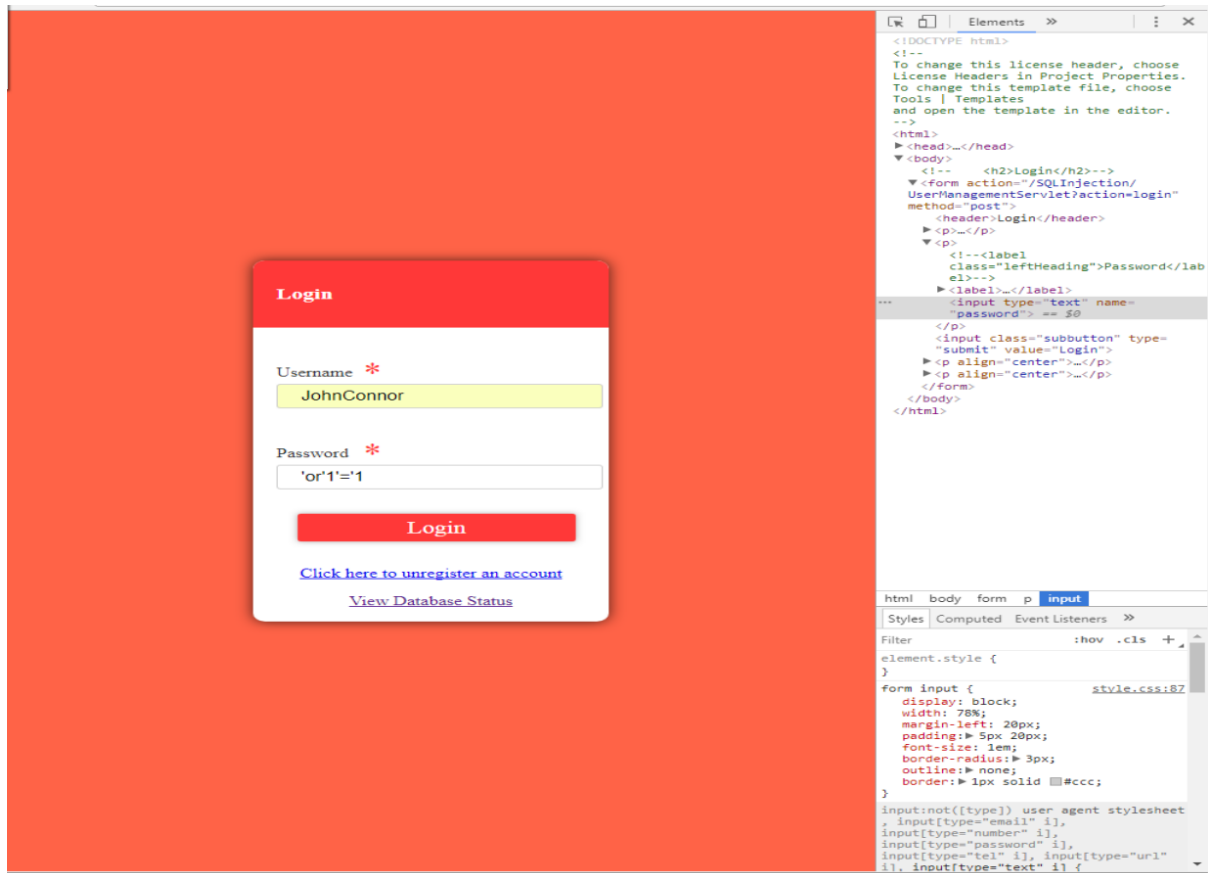 Login
Username *
JohnConnor
Password *
'or'1'='1
Login
Click here to unregister an account
View Database Status
Elements »
<!DOCTYPE html>
<!--
To change this license header, choose
License Headers in Project Properties.
To change this template file, choose
Tools | Templates
and open the template in the editor.
-->
<html>
▶<head>…</head>
▼<body>
<!-- <h2>Login</h2>-->
▼<form action="/SQLInjection/
UserManagementServlet?action=login"
method="post">
<header>Login</header>
▶<p>…</p>
▼<p>
<!--<label
class="leftHeading">Password</lab
el>-->
▶<label>…</label>
... <input type="text" name=
"password"> == $0
</p>
<input class="subbutton" type=
"submit" value="Login">
▶<p align="center">…</p>
▶<p align="center">…</p>
</form>
</body>
</html>
html body form p input
Styles Computed Event Listeners »
Filter :hov .cls +
element.style {
}
form input { style.css:87
display: block;
width: 78%;
margin-left: 20px;
padding:▶ 5px 20px;
font-size: 1em;
border-radius:▶ 3px;
outline:▶ none;
border:▶ 1px solid #ccc;
}
input:not([type]) user agent stylesheet
, input[type="email" i],
input[type="number" i],
input[type="password" i],
input[type="tel" i], input[type="url"
i], input[type="text" i] {